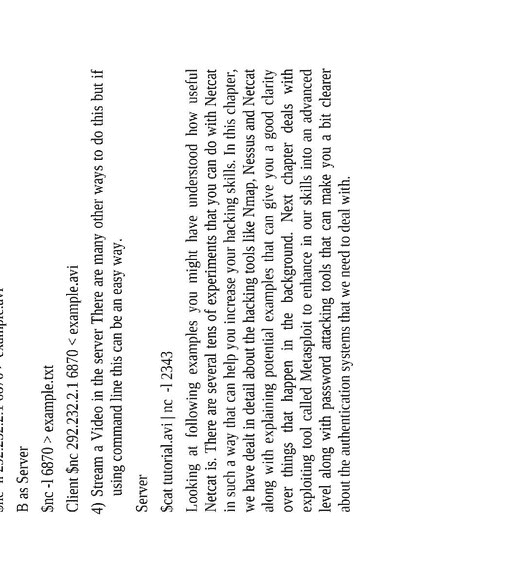 B as Server
$nc -l 6870 > example.txt
Client $nc 292.232.2.1 6870 < example.avi
4) Stream a Video in the server There are many other ways to do this but if
using command line this can be an easy way.
Server
$cat tutorial.avi | nc -l 2343
Looking at following examples you might have understood how useful
Netcat is. There are several tens of experiments that you can do with Netcat
in such a way that can help you increase your hacking skills. In this chapter,
we have dealt in detail about the hacking tools like Nmap, Nessus and Netcat
along with explaining potential examples that can give you a good clarity
over things that happen in the background. Next chapter deals with
exploiting tool called Metasploit to enhance in our skills into an advanced
level along with password attacking tools that can make you a bit clearer
about the authentication systems that we need to deal with.